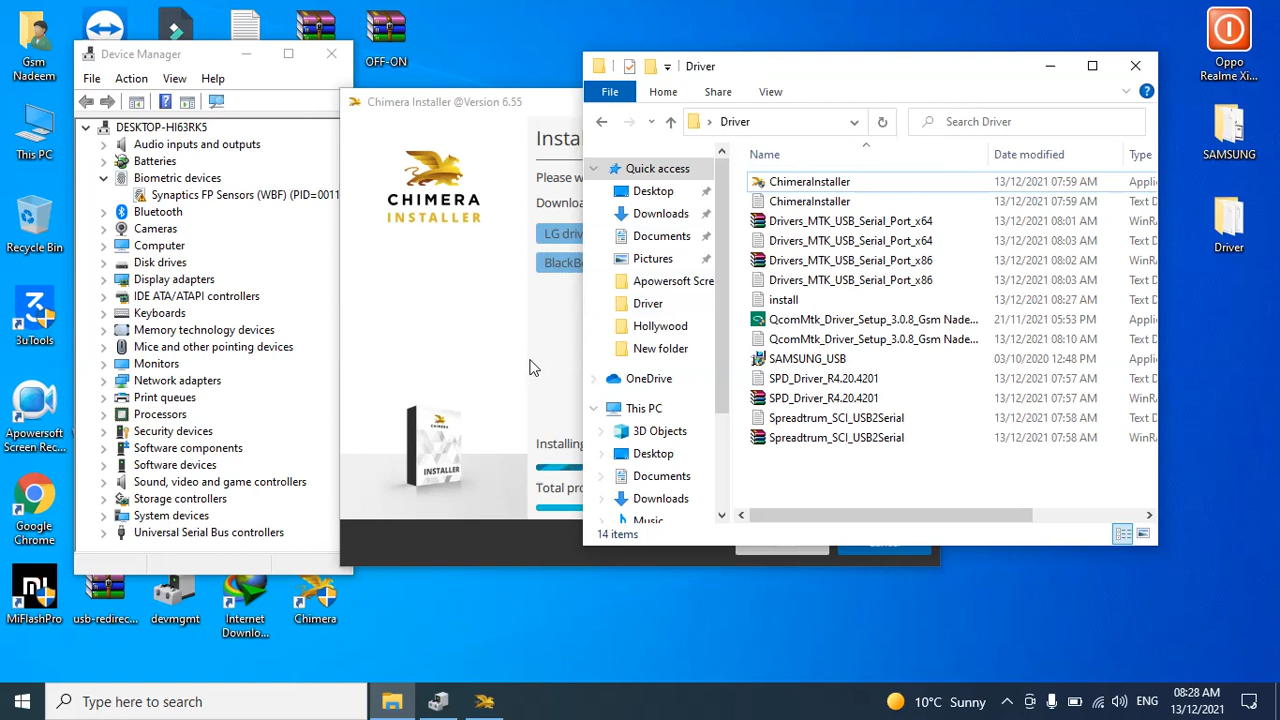 Gsm
Nadeem
OFF-ON
This PC
Recycle Bin
3uTools
Apowersoft
Screen Rec...
Google
Chrome
MiFlashPro
usb-redirec...
devmgmt
Internet
Downlo...
Chimera
Oppo
Realme Xi...
SAMSUNG
Driver
Device Manager
File
Action
View
Help
DESKTOP-HI63RK5
Audio inputs and outputs
Batteries
Biometric devices
Synaptics FP Sensors (WBF) (PID=0011
Bluetooth
Cameras
Computer
Disk drives
Display adapters
IDE ATA/ATAPI controllers
Keyboards
Memory technology devices
Mice and other pointing devices
Monitors
Network adapters
Print queues
Processors
Security devices
Software components
Software devices
Sound, video and game controllers
Storage controllers
System devices
Universal Serial Bus controllers
Chimera Installer @Version 6.55
CHIMERA
INSTALLER
CHIMERA
INSTALLER
Instal
Please w
Downloa
LG driv
BlackBe
Installing
Total pro
Driver
File
Home
Share
View
Driver
Search Driver
Quick access
Desktop
Downloads
Documents
Pictures
Apowersoft Scre
Driver
Hollywood
New folder
OneDrive
This PC
3D Objects
Desktop
Documents
Downloads
Music
Name Date modified Type
ChimeraInstaller 13/12/2021 07:59 AM Appli
ChimeraInstaller 13/12/2021 07:59 AM Text D
Drivers_MTK_USB_Serial_Port_x64 13/12/2021 08:01 AM WinRA
Drivers_MTK_USB_Serial_Port_x64 13/12/2021 08:03 AM Text D
Drivers_MTK_USB_Serial_Port_x86 13/12/2021 08:02 AM WinRA
Drivers_MTK_USB_Serial_Port_x86 13/12/2021 08:03 AM Text D
install 13/12/2021 08:27 AM Text D
QcomMtk_Driver_Setup_3.0.8_Gsm Nade... 21/11/2021 05:53 PM Appli
QcomMtk_Driver_Setup_3.0.8_Gsm Nade... 13/12/2021 08:10 AM Text D
SAMSUNG_USB 03/10/2020 12:48 PM Appli
SPD_Driver_R4.20.4201 13/12/2021 07:57 AM Text D
SPD_Driver_R4.20.4201 13/12/2021 07:57 AM WinRA
Spreadtrum_SCI_USB2Serial 13/12/2021 07:58 AM Text D
Spreadtrum_SCI_USB2Serial 13/12/2021 07:58 AM WinRA
14 items
Type here to search
10°C Sunny
ENG
08:28 AM
13/12/2021